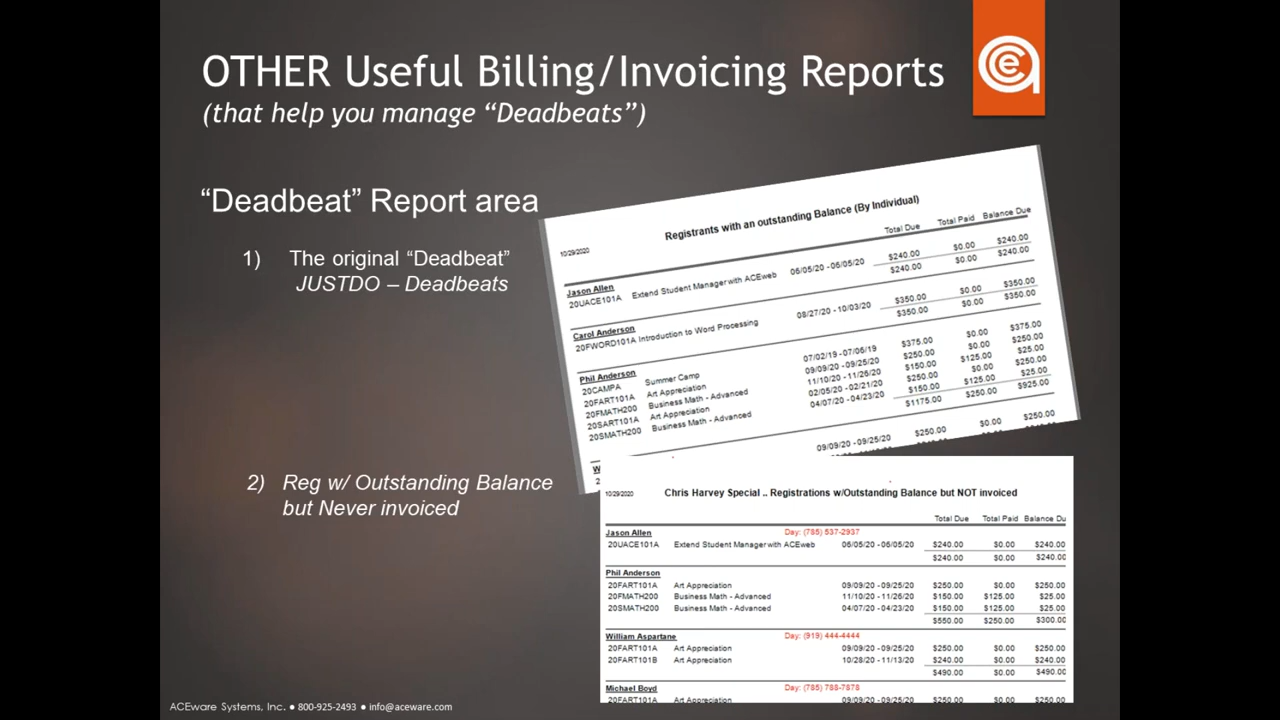 OTHER Useful Billing/Invoicing Reports
(that help you manage “Deadbeats”)
“Deadbeat” Report area
1) The original “Deadbeat”
JUSTDO – Deadbeats
2) Reg w/ Outstanding Balance
but Never invoiced
Registrants with an outstanding Balance (By Individual)
10/29/2020
Total Due Total Paid Balance Due
Jason Allen
20UACE101A Extend Student Manager with ACEweb 06/05/20 -06/05/20 $240.00 $0.00 $240.00
$240.00 $0.00 $240.00
Carol Anderson
20FWORD101A Introduction to Word Processing 08/27/20 - 10/03/20 $350.00 $0.00 $350.00
$350.00 $0.00 $350.00
Phil Anderson
20CAMPA Summer Camp 07/02/19 -07/06/19 $375.00 $0.00 $375.00
20FART101A Art Appreciation 09/09/20 -09/25/20 $250.00 $0.00 $250.00
20FMATH200 Business Math - Advanced 11/10/20 - 11/26/20 $150.00 $125.00 $25.00
20SART101A Art Appreciation 02/05/20 -02/21/20 $250.00 $0.00 $250.00
20SMATH200 Business Math - Advanced 04/07/20 -04/23/20 $150.00 $125.00 $25.00
$1175.00 $250.00 $925.00
09/09/20 -09/25/20 $250.00 $0.00 $250.00
10/29/2020
Chris Harvey Special .. Registrations w/Outstanding Balance but NOT invoiced
Total Due Total Paid Balance Du
Jason Allen Day: (785) 537-2937
20UACE101A Extend Student Manager with ACEweb 06/05/20 -06/05/20 $240.00 $0.00 $240.00
$240.00 $0.00 $240.00
Phil Anderson
20FART101A Art Appreciation 09/09/20 -09/25/20 $250.00 $0.00 $250.00
20FMATH200 Business Math - Advanced 11/10/20 - 11/26/20 $150.00 $125.00 $25.00
20SMATH200 Business Math - Advanced 04/07/20 -04/23/20 $150.00 $125.00 $25.00
$550.00 $250.00 $300.00
William Aspartane Day: (919) 444-4444
20FART101A Art Appreciation 09/09/20 -09/25/20 $250.00 $0.00 $250.00
20FART101B Art Appreciation 10/28/20 - 11/13/20 $240.00 $0.00 $240.00
$490.00 $0.00 $490.00
Michael Boyd Day: (785) 788-7878
20FART101A Art Appreciation 09/09/20 -09/25/20 $250.00 $0.00 $250.00
ACEware Systems, Inc. ● 800-925-2493 ● info@aceware.com